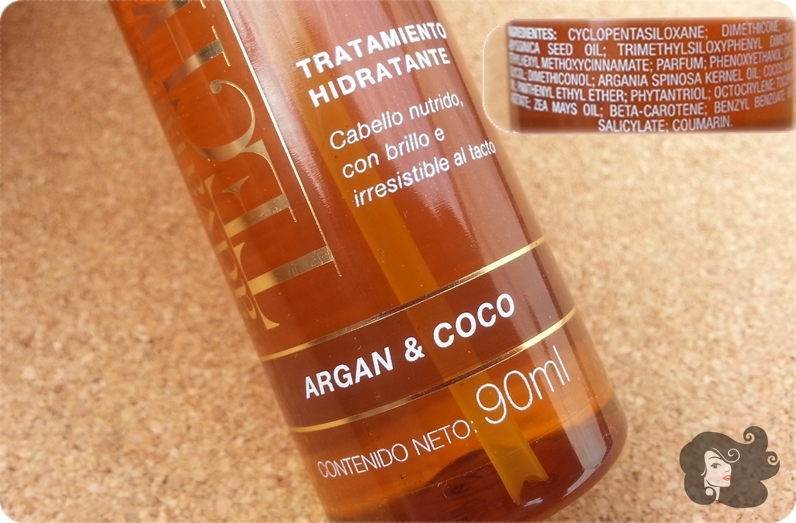 TECH
TRATAMIENTO
HIDRATANTE
Cabello nutrido,
con brillo e
irresistible al tacto
ARGAN & COCO
CONTENIDO NETO: 90ml
CYCLOPENTASILOXANE; DIMETHICONE
SEED OIL; TRIMETHYLSILOXYPHENYL
METHOXYCINNAMATE; PARFUM; PHENOXYETHANOL;
DIMETHICONOL; ARGANIA SPINOSA KERNEL OIL;
PANTHENYL ETHYL ETHER; PHYTANTRIOL; OCTOCRYLENE;
ZEA MAYS OIL; BETA-CAROTENE; BENZYL BENZOATE
SALICYLATE; COUMARIN.